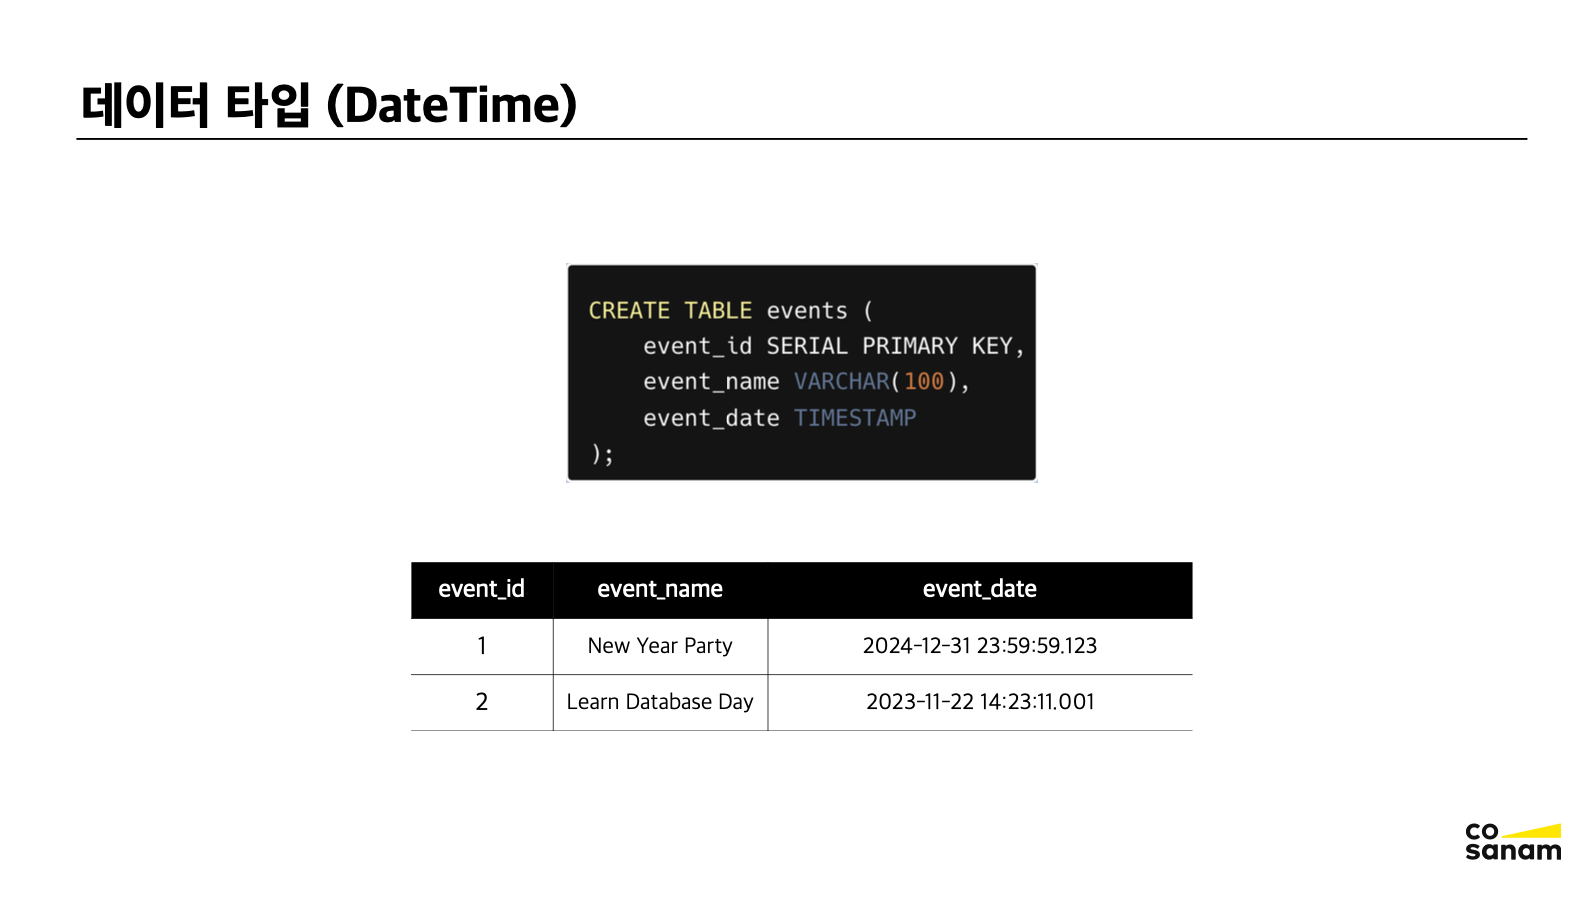 데이터 타입 (DateTime)
CREATE TABLE events (
    event_id SERIAL PRIMARY KEY,
    event_name VARCHAR(100),
    event_date TIMESTAMP
);
event_id event_name event_date
1 New Year Party 2024-12-31 23:59:59.123
2 Learn Database Day 2023-11-22 14:23:11.001
co
sanam